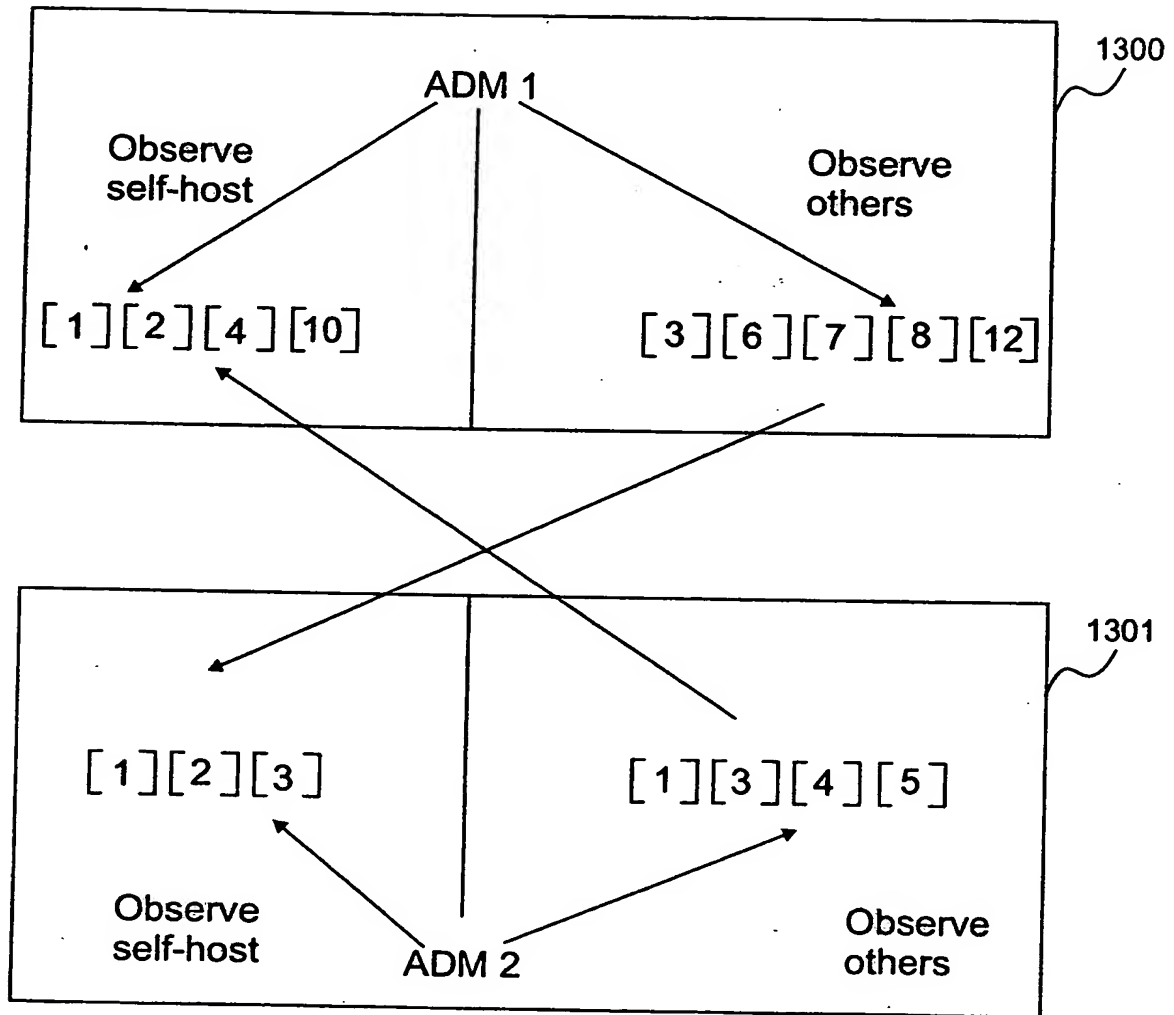 1300
ADM 1
Observe
self-host
Observe
others
[1][2][4][10]
[3][6][7][8][12]
1301
[1][2][3]
[1][3][4][5]
Observe
self-host
ADM 2
Observe
others